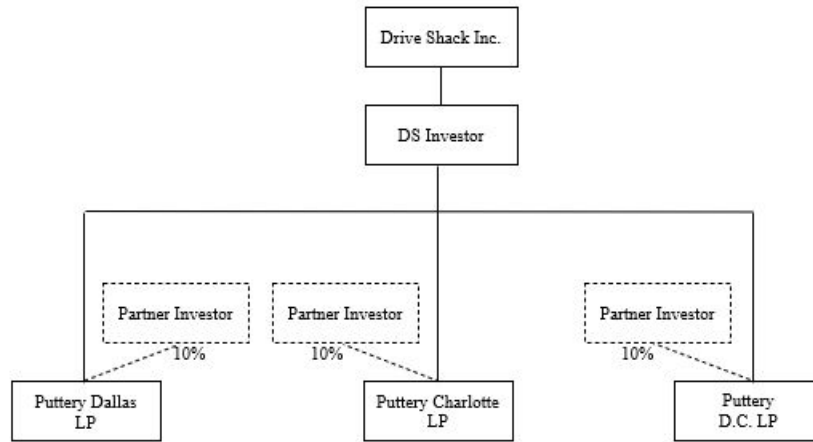 Drive Shack Inc.
DS Investor
Partner Investor
Partner Investor
Partner Investor
10%
10%
10%
Puttery Dallas
LP
Puttery Charlotte
LP
Puttery
D.C. LP